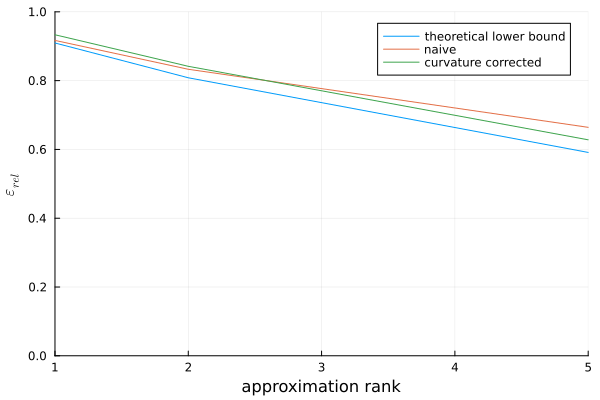 1.0
0.8
0.6
0.4
0.2
0.0
theoretical lower bound
naive
curvature corrected
ε_rel
1 2 3 4 5
approximation rank